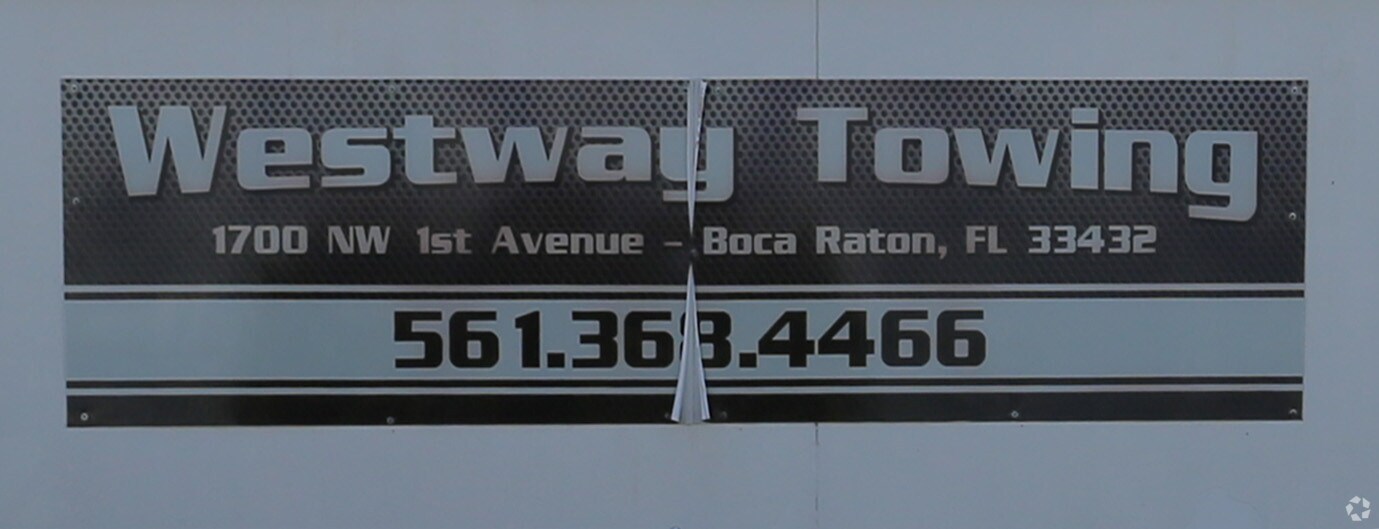 Westway Towing
1700 NW 1st Avenue - Boca Raton, FL 33432
561.368.4466